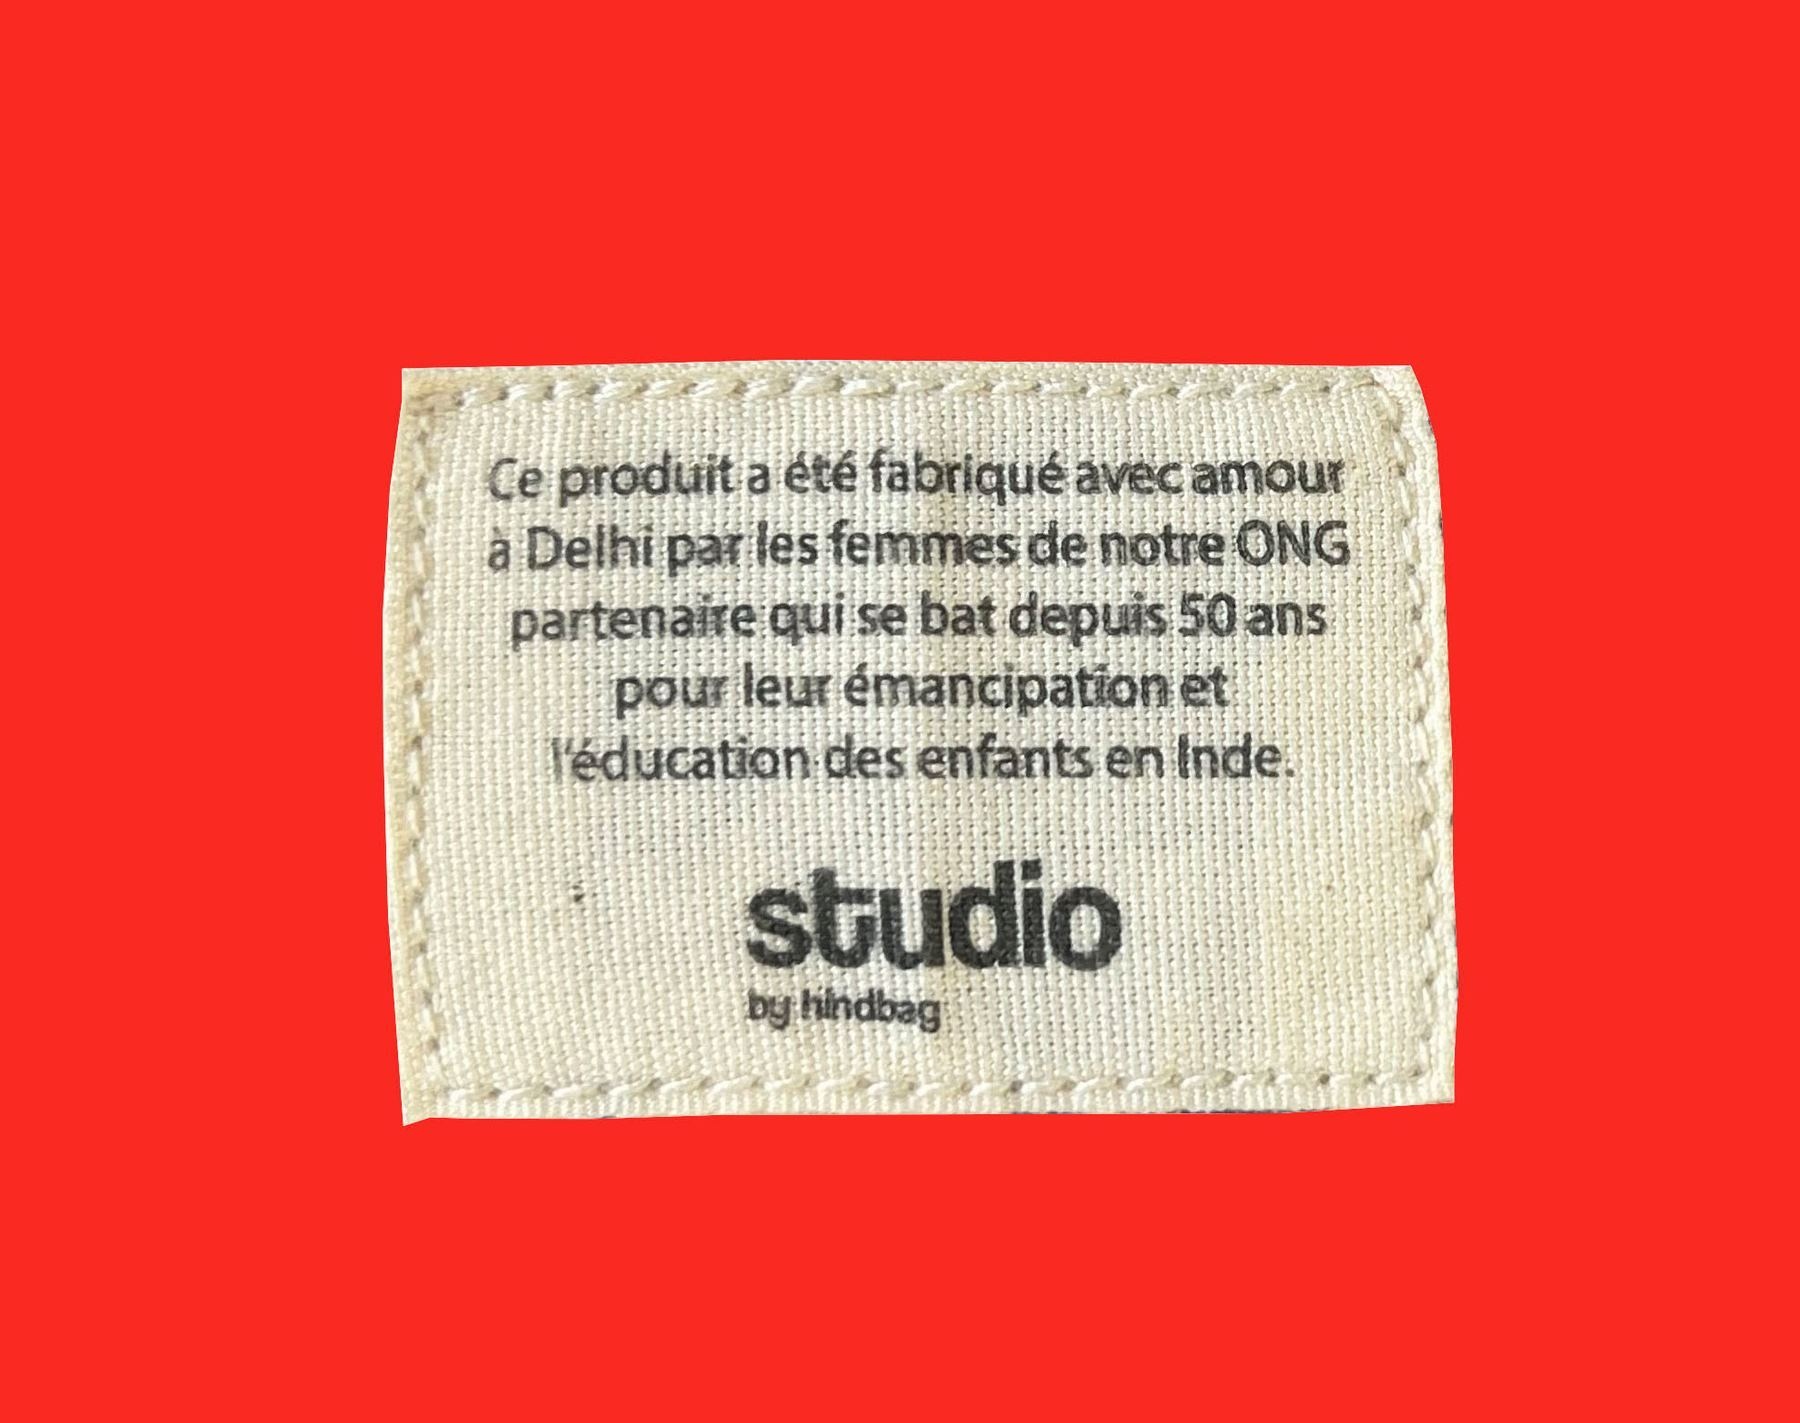 Ce produit a été fabriqué avec amour
à Delhi par les femmes de notre ONG
partenaire qui se bat depuis 50 ans
pour leur émancipation et
l'éducation des enfants en Inde.
studio
by hindbag